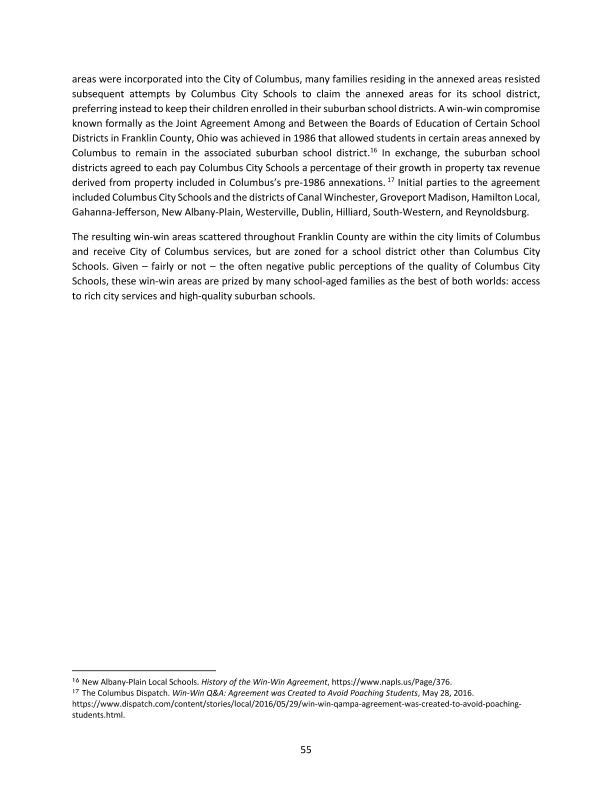 areas were incorporated into the City of Columbus, many families residing in the annexed areas resisted
subsequent attempts by Columbus City Schools to claim the annexed areas for its school district,
preferring instead to keep their children enrolled in their suburban school districts. A win-win compromise
known formally as the Joint Agreement Among and Between the Boards of Education of Certain School
Districts in Franklin County, Ohio was achieved in 1986 that allowed students in certain areas annexed by
Columbus to remain in the associated suburban school district.16 In exchange, the suburban school
districts agreed to each pay Columbus City Schools a percentage of their growth in property tax revenue
derived from property included in Columbus’s pre-1986 annexations. 17 Initial parties to the agreement
included Columbus City Schools and the districts of Canal Winchester, Groveport Madison, Hamilton Local,
Gahanna-Jefferson, New Albany-Plain, Westerville, Dublin, Hilliard, South-Western, and Reynoldsburg.
The resulting win-win areas scattered throughout Franklin County are within the city limits of Columbus
and receive City of Columbus services, but are zoned for a school district other than Columbus City
Schools. Given – fairly or not – the often negative public perceptions of the quality of Columbus City
Schools, these win-win areas are prized by many school-aged families as the best of both worlds: access
to rich city services and high-quality suburban schools.
16 New Albany-Plain Local Schools. History of the Win-Win Agreement, https://www.napls.us/Page/376.
17 The Columbus Dispatch. Win-Win Q&A: Agreement was Created to Avoid Poaching Students, May 28, 2016.
https://www.dispatch.com/content/stories/local/2016/05/29/win-win-qampa-agreement-was-created-to-avoid-poaching-
students.html.
55